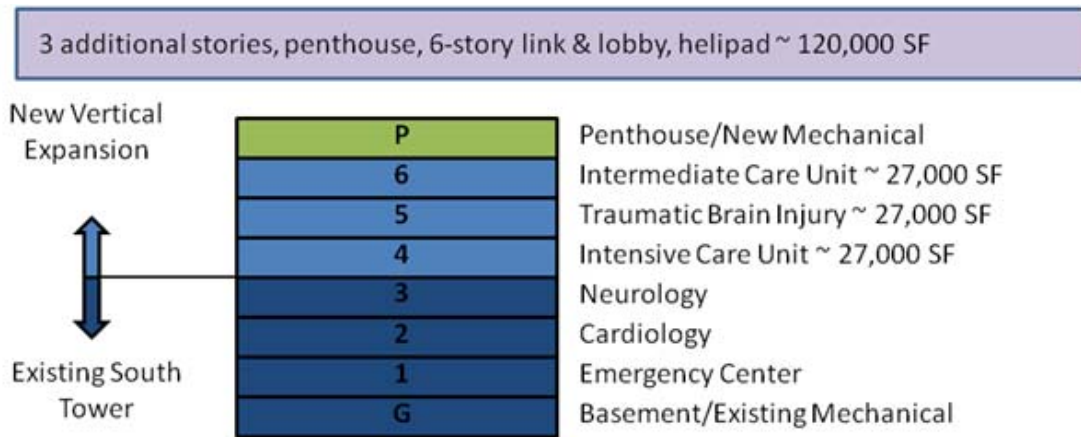 3 additional stories, penthouse, 6-story link & lobby, helipad ~ 120,000 SF
New Vertical
Expansion
P Penthouse/New Mechanical
6 Intermediate Care Unit ~ 27,000 SF
5 Traumatic Brain Injury ~ 27,000 SF
4 Intensive Care Unit ~ 27,000 SF
3 Neurology
2 Cardiology
1 Emergency Center
G Basement/Existing Mechanical
Existing South
Tower